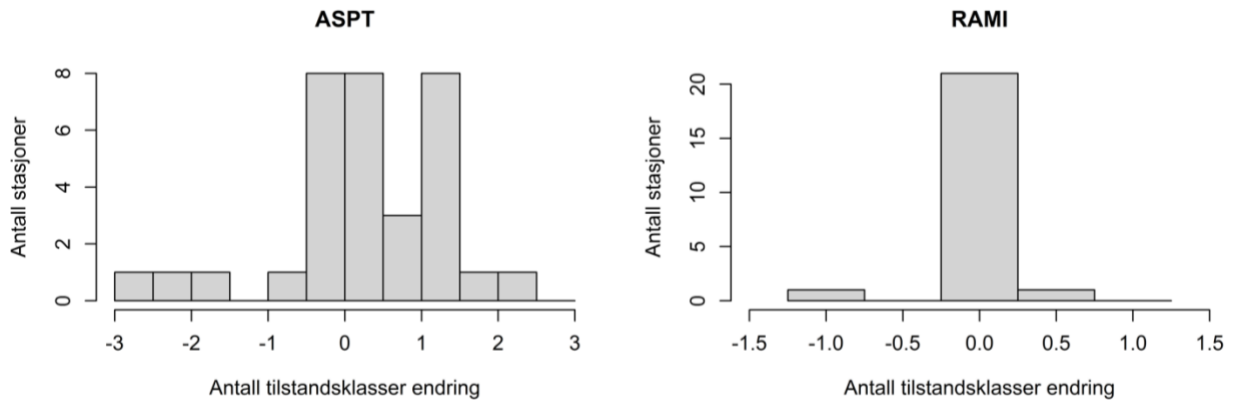 ASPT
Antall stasjoner
8
6
4
2
0
-3 -2 -1 0 1 2 3
Antall tilstandsklasser endring
RAMI
Antall stasjoner
20
15
10
5
0
-1.5 -1.0 -0.5 0.0 0.5 1.0 1.5
Antall tilstandsklasser endring